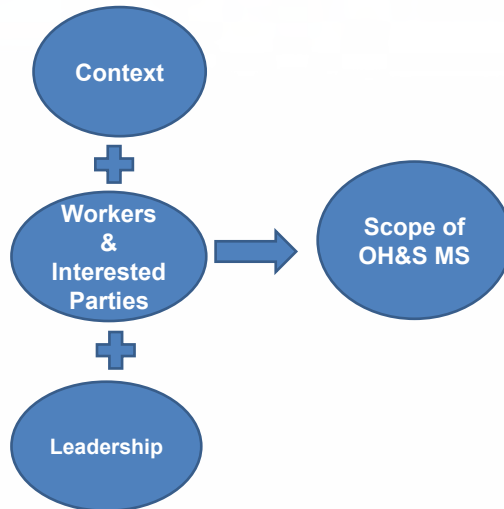 Context
Workers
&
Interested
Parties
Scope of
OH&S MS
Leadership